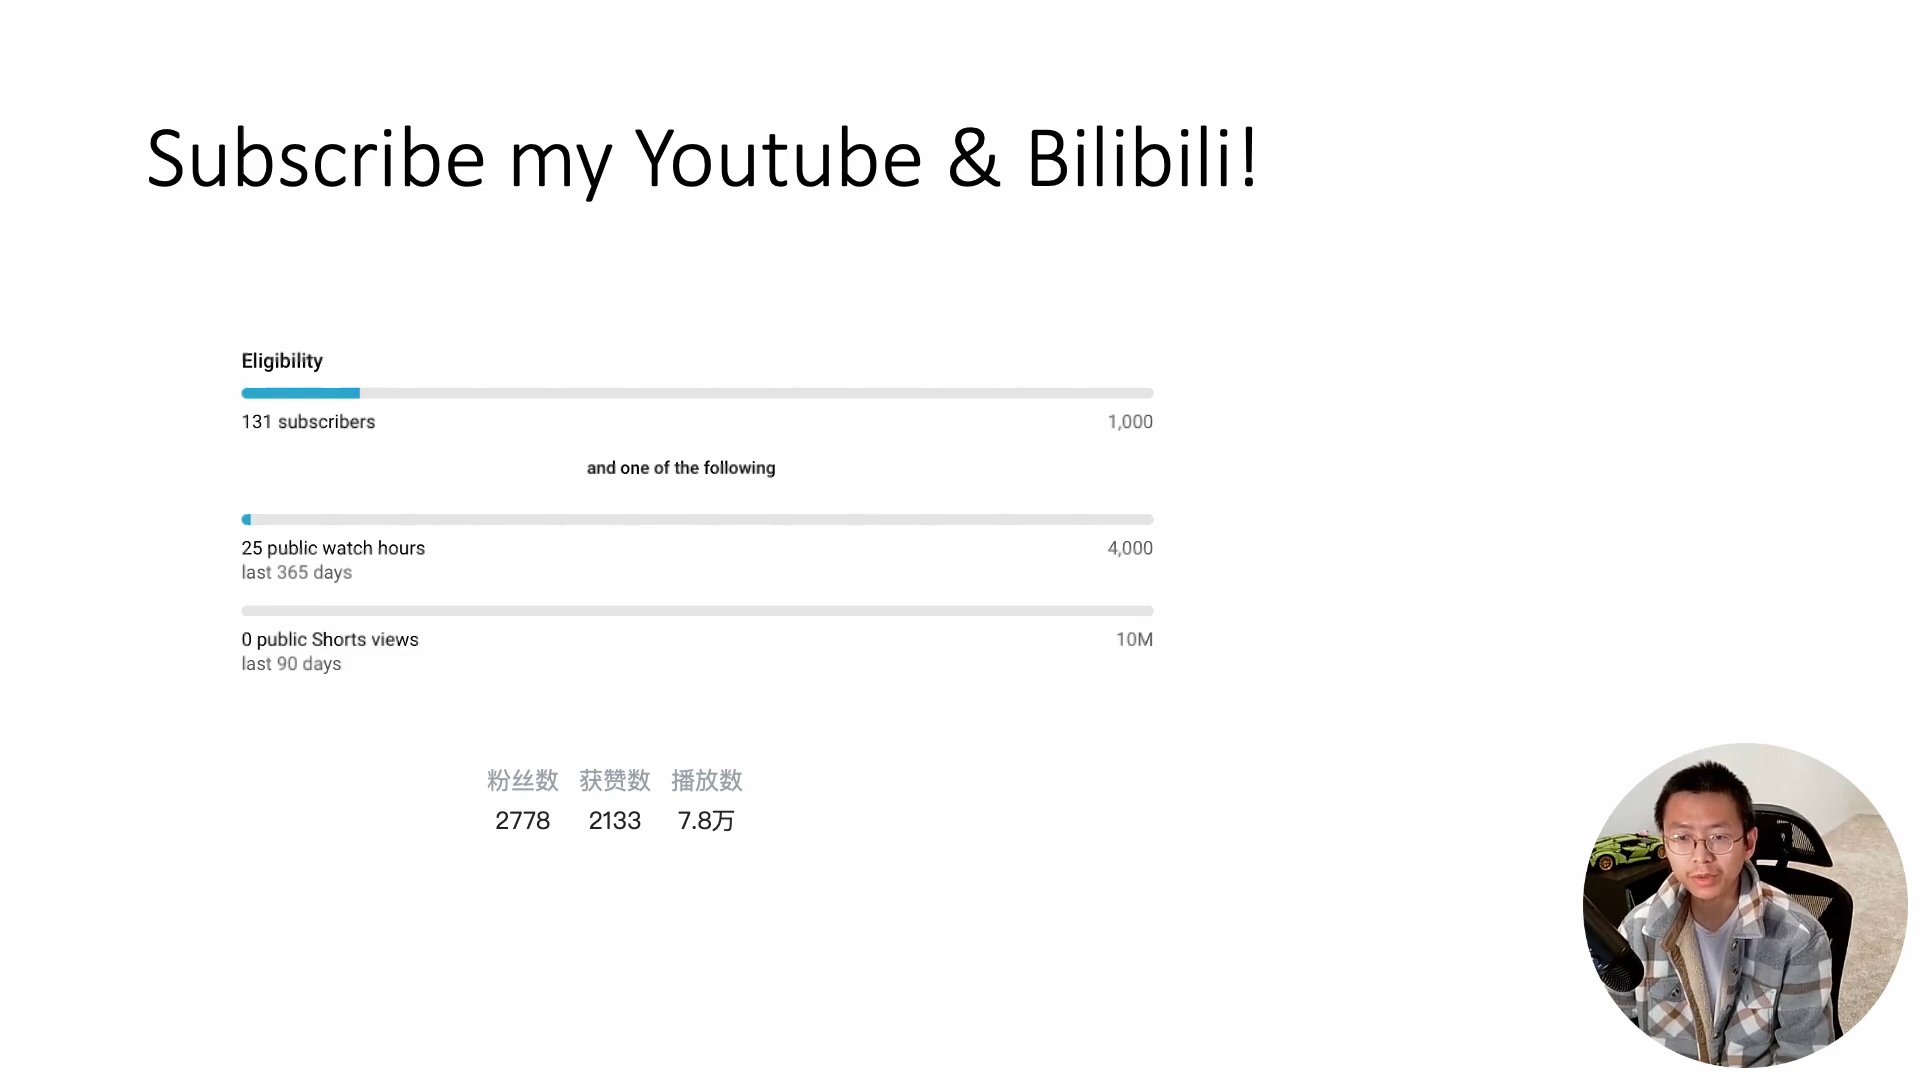 Subscribe my Youtube & Bilibili!
Eligibility
131 subscribers 1,000
and one of the following
25 public watch hours 4,000
last 365 days
0 public Shorts views 10M
last 90 days
粉丝数 获赞数 播放数
2778 2133 7.8万